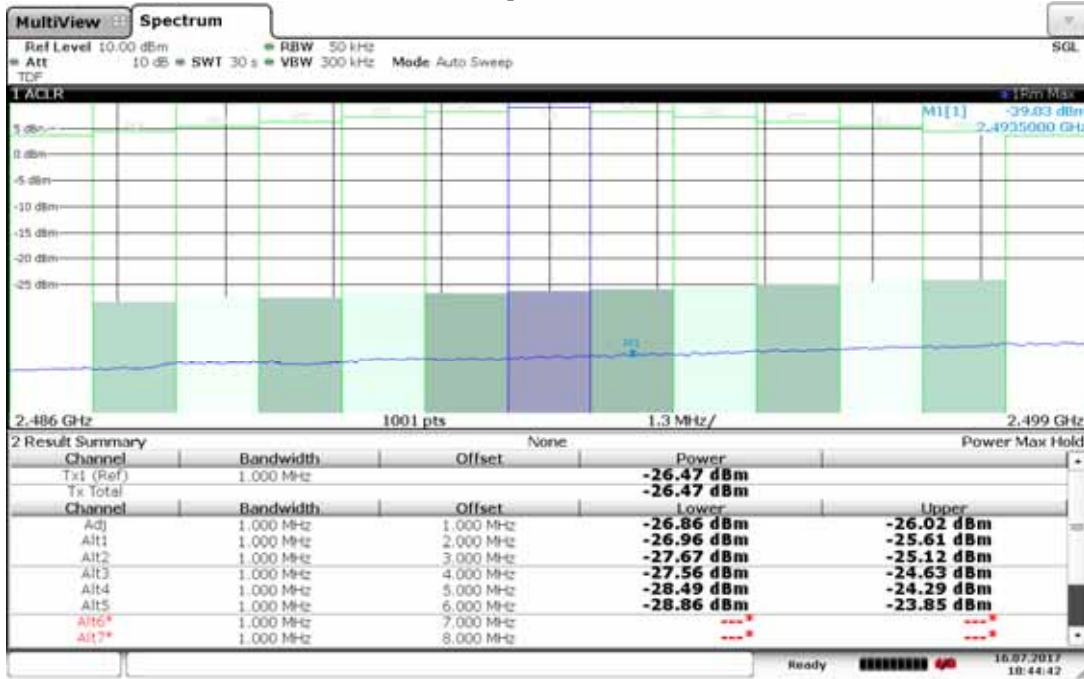 MultiView Spectrum
Ref Level 10.00 dBm RBW 50 kHz SGL
Att 10 dB SWT 30 s VBW 300 kHz Mode Auto Sweep
TDF
1 ACLR 1Rm Max
M1[1] -39.03 dBm
2.4935000 GHz
5 dBm
0 dBm
-5 dBm
-10 dBm
-15 dBm
-20 dBm
-25 dBm
M1
2.486 GHz 1001 pts 1.3 MHz/ 2.499 GHz
2 Result Summary None Power Max Hold
Channel Bandwidth Offset Power
Tx1 (Ref) 1.000 MHz -26.47 dBm
Tx Total -26.47 dBm
Channel Bandwidth Offset Lower Upper
Adj 1.000 MHz 1.000 MHz -26.86 dBm -26.02 dBm
Alt1 1.000 MHz 2.000 MHz -26.96 dBm -25.61 dBm
Alt2 1.000 MHz 3.000 MHz -27.67 dBm -25.12 dBm
Alt3 1.000 MHz 4.000 MHz -27.56 dBm -24.63 dBm
Alt4 1.000 MHz 5.000 MHz -28.49 dBm -24.29 dBm
Alt5 1.000 MHz 6.000 MHz -28.86 dBm -23.85 dBm
Alt6* 1.000 MHz 7.000 MHz ---* ---*
Alt7* 1.000 MHz 8.000 MHz ---* ---*
Ready 16.07.2017
18:44:42